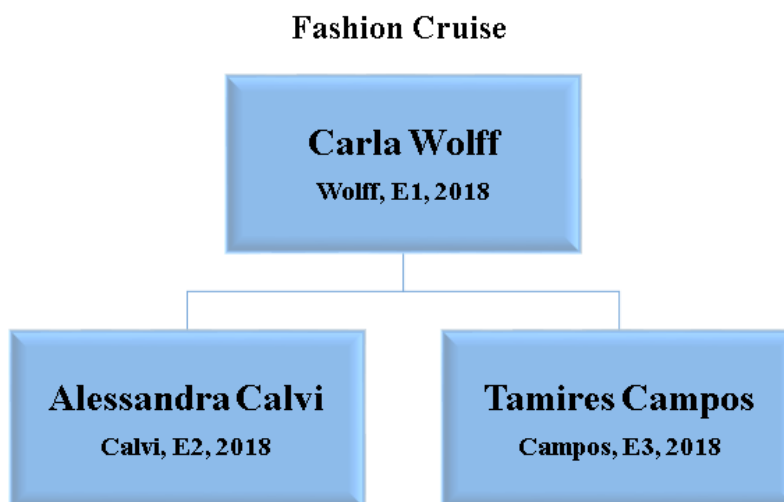 Fashion Cruise
Carla Wolff
Wolff, E1, 2018
Alessandra Calvi
Calvi, E2, 2018
Tamires Campos
Campos, E3, 2018